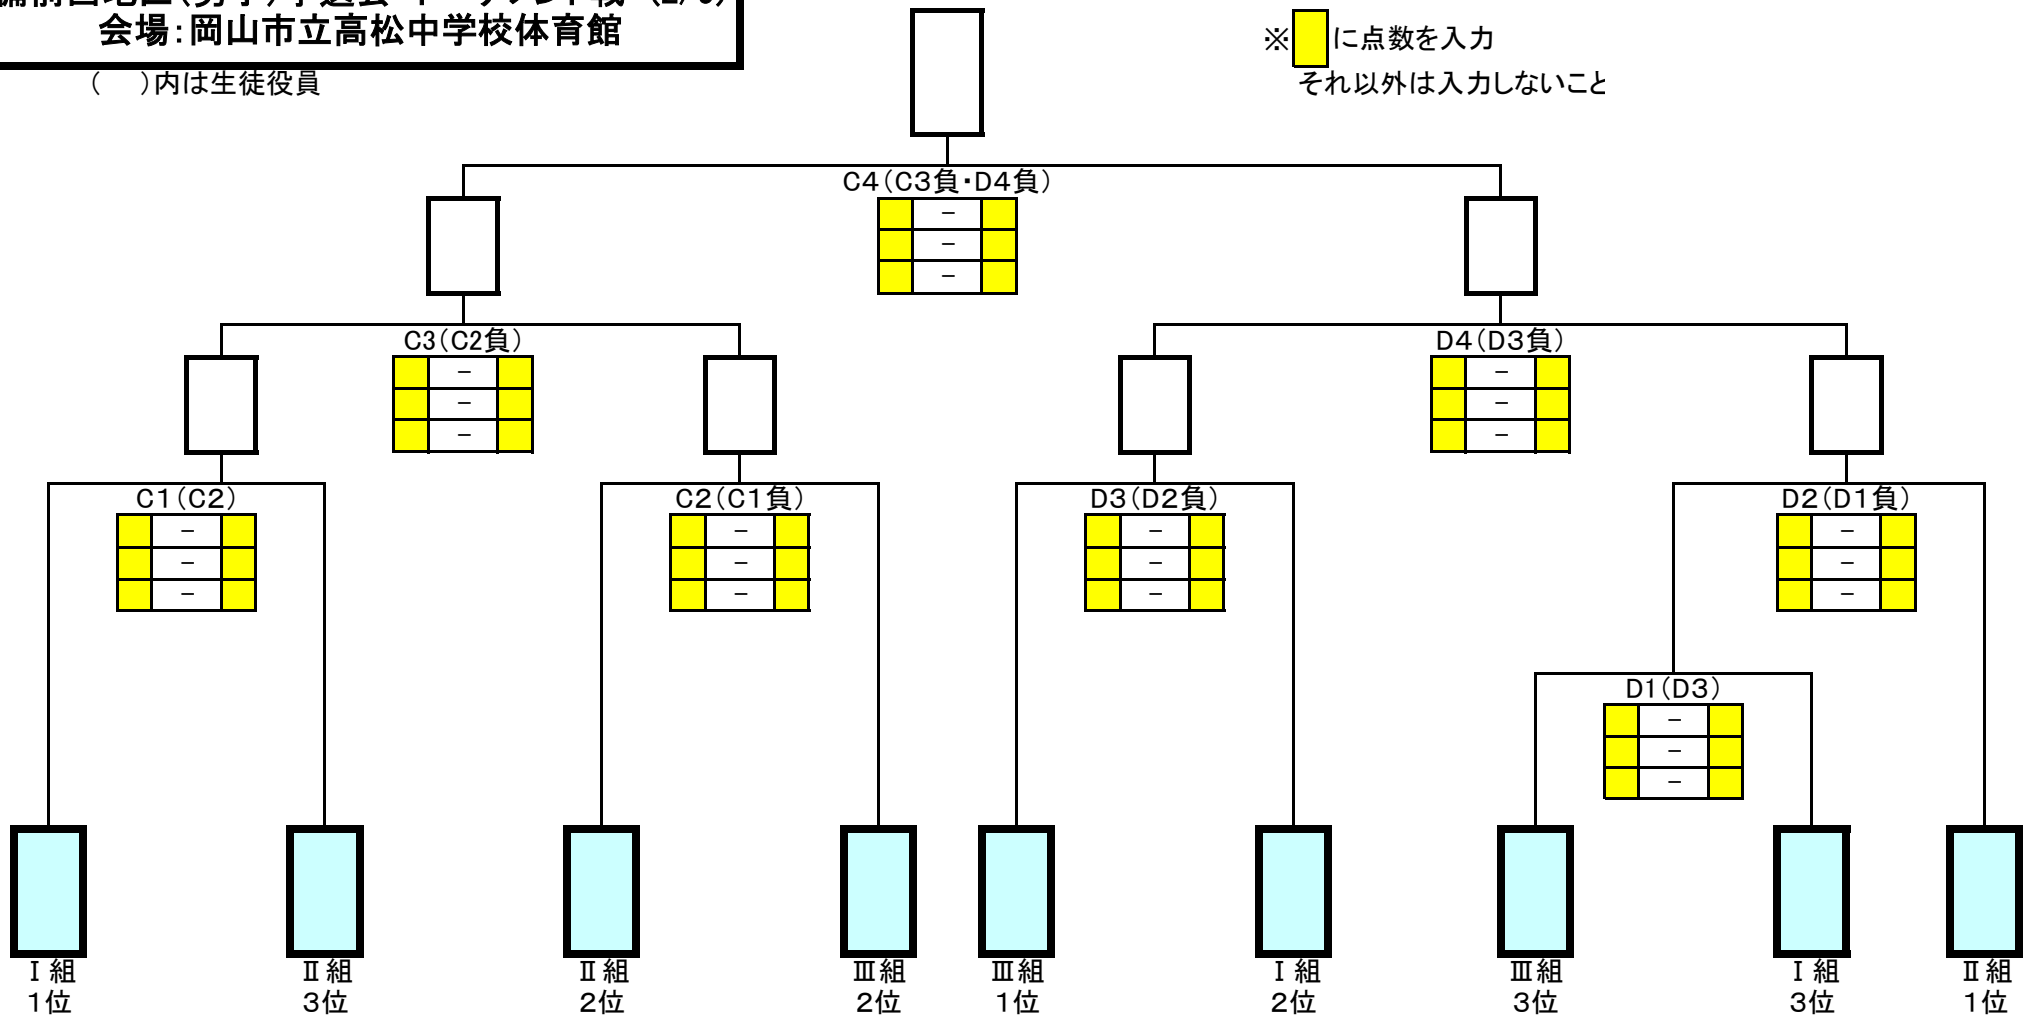 会場:岡山市立高松中学校体育館
(　)内は生徒役員
※　に点数を入力
それ以外は入力しないこと
C4(C3負・D4負)
-
-
-
C3(C2負)
-
-
-
D4(D3負)
-
-
-
C1(C2)
-
-
-
C2(C1負)
-
-
-
D3(D2負)
-
-
-
D2(D1負)
-
-
-
D1(D3)
-
-
-
Ⅰ組
1位
Ⅱ組
3位
Ⅱ組
2位
Ⅲ組
2位
Ⅲ組
1位
Ⅰ組
2位
Ⅲ組
3位
Ⅰ組
3位
Ⅱ組
1位